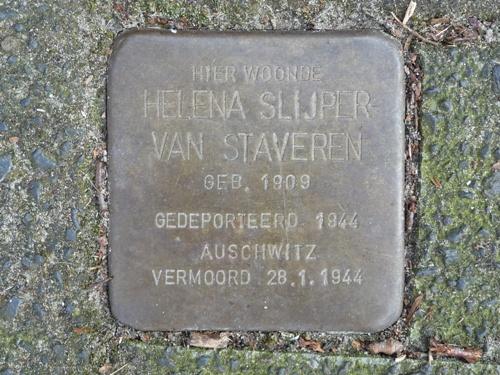 HIER WOONDE
HELENA SLIJPER-
VAN STAVEREN
GEB. 1909
GEDEPORTEERD 1944
AUSCHWITZ
VERMOORD 28.1.1944